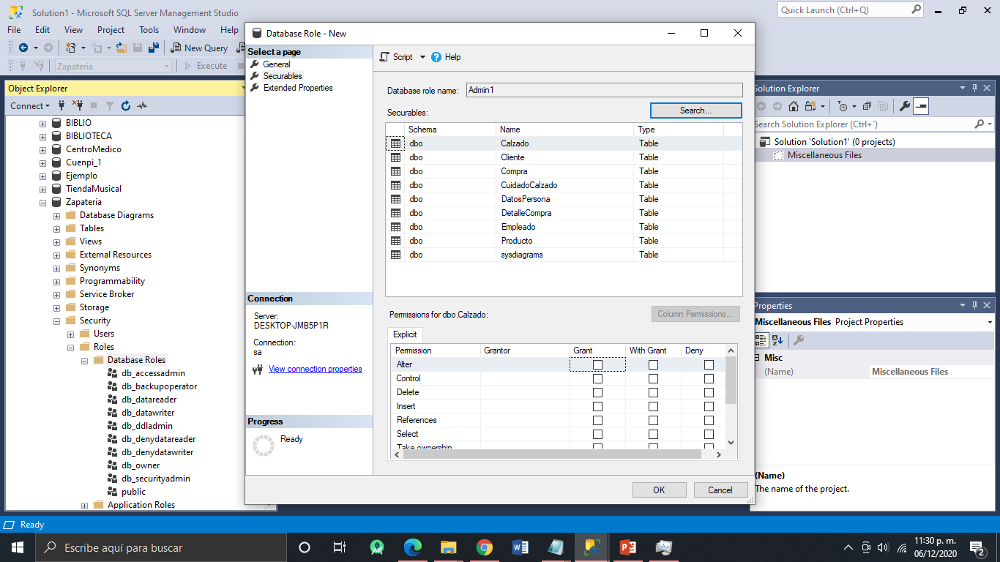 Solution1 - Microsoft SQL Server Management Studio
Quick Launch (Ctrl+Q)
File Edit View Project Tools Window Help
New Query
Zapateria
Execute
Object Explorer
Connect
BIBLIO
BIBLIOTECA
CentroMedico
Cuenpi_1
Ejemplo
TiendaMusical
Zapateria
Database Diagrams
Tables
Views
External Resources
Synonyms
Programmability
Service Broker
Storage
Security
Users
Roles
Database Roles
db_accessadmin
db_backupoperator
db_datareader
db_datawriter
db_ddladmin
db_denydatareader
db_denydatawriter
db_owner
db_securityadmin
public
Application Roles
Database Role - New
Select a page
General
Securables
Extended Properties
Connection
Server:
DESKTOP-JMB5P1R
Connection:
sa
View connection properties
Progress
Ready
Script Help
Database role name: Admin1
Securables: Search...
Schema Name Type
dbo Calzado Table
dbo Cliente Table
dbo Compra Table
dbo CuidadoCalzado Table
dbo DatosPersona Table
dbo DetalleCompra Table
dbo Empleado Table
dbo Producto Table
dbo sysdiagrams Table
Permissions for dbo.Calzado: Column Permissions...
Explicit
Permission Grantor Grant With Grant Deny
Alter
Control
Delete
Insert
References
Select
Take ownership
OK Cancel
Solution Explorer
Search Solution Explorer (Ctrl+´)
Solution 'Solution1' (0 projects)
Miscellaneous Files
Properties
Miscellaneous Files Project Properties
Misc
(Name) Miscellaneous Files
(Name)
The name of the project.
Ready
Escribe aquí para buscar
11:30 p. m.
06/12/2020
2